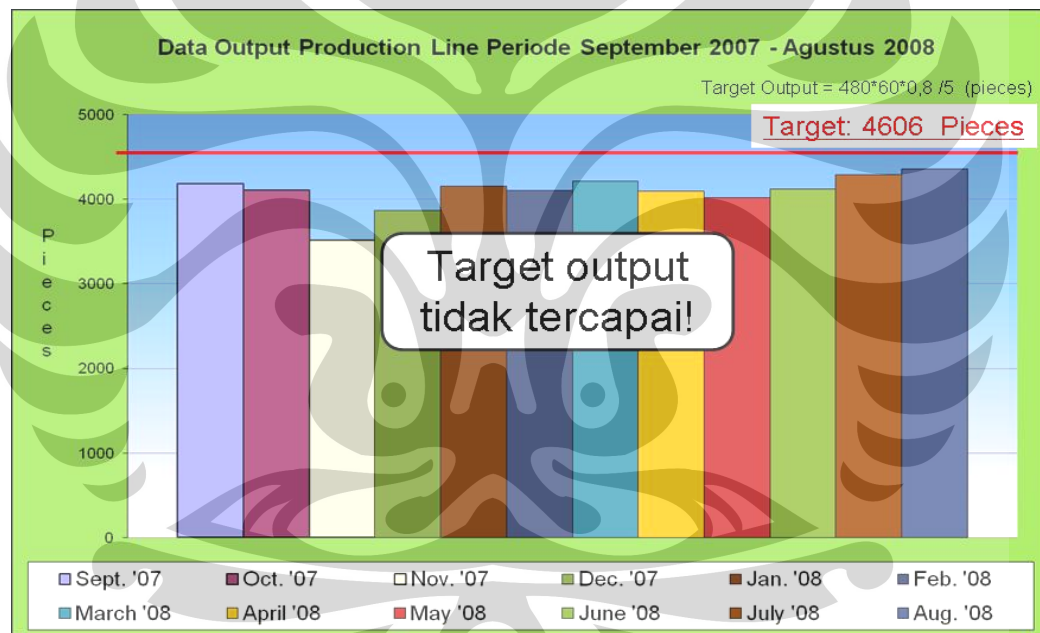 Data Output Production Line Periode September 2007 - Agustus 2008
Target Output = 480*60*0,8 /5 (pieces)
Target: 4606 Pieces
5000
4000
3000
2000
1000
0
Pieces
Target output
tidak tercapai!
Sept. '07 Oct. '07 Nov. '07 Dec. '07 Jan. '08 Feb. '08
March '08 April '08 May '08 June '08 July '08 Aug. '08